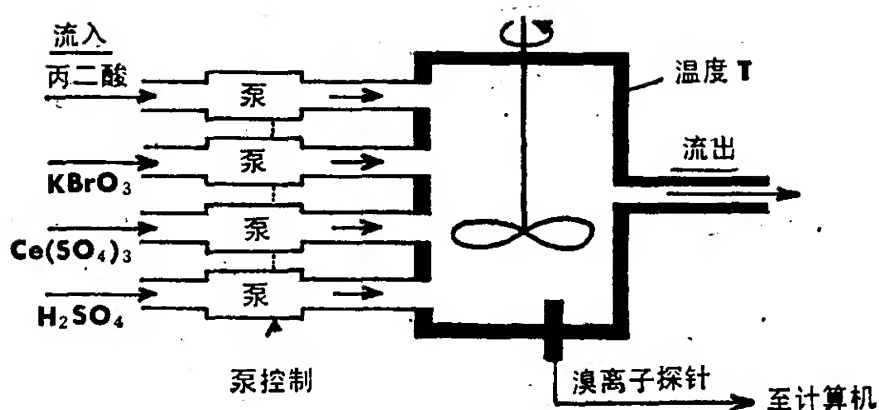 流入
丙二酸
泵
KBrO₃
泵
Ce(SO₄)₃
泵
H₂SO₄
泵
泵控制
温度 T
流出
溴离子探针
至计算机